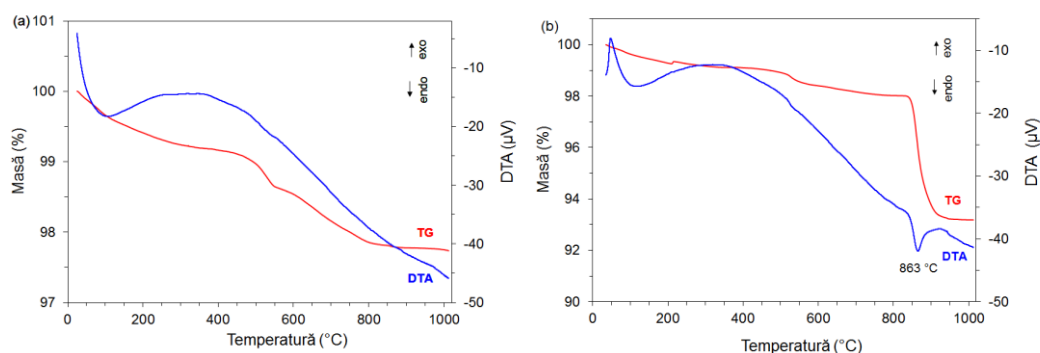 (a)
101
100
99
98
97
Masă (%)
0
200
400
600
800
1000
Temperatură (°C)
-10
-20
-30
-40
-50
DTA (µV)
exo
endo
TG
DTA
(b)
100
98
96
94
92
90
Masă (%)
0
200
400
600
800
1000
Temperatură (°C)
-10
-20
-30
-40
-50
DTA (µV)
exo
endo
TG
DTA
863 °C